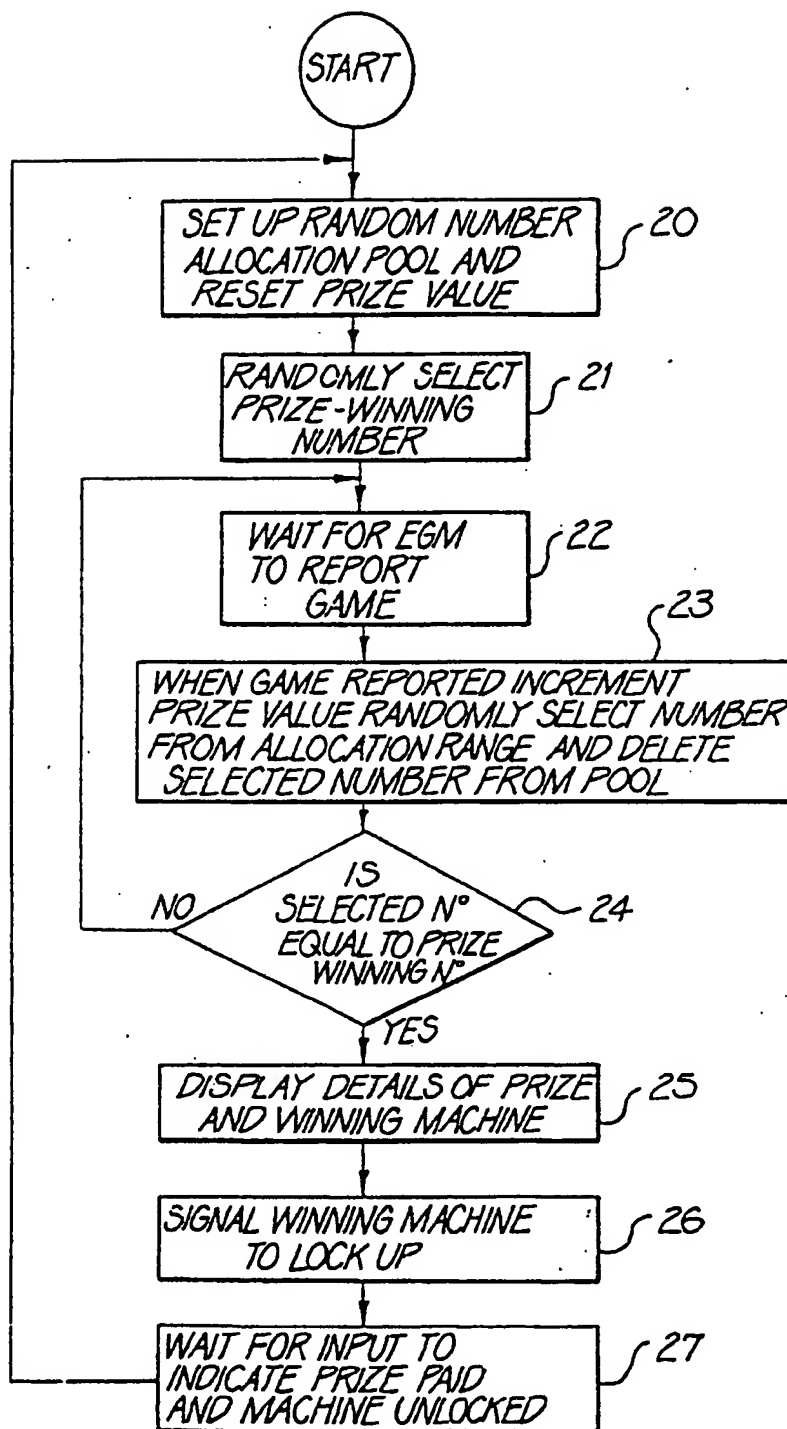 START
SET UP RANDOM NUMBER
ALLOCATION POOL AND
RESET PRIZE VALUE
20
RANDOMLY SELECT
PRIZE-WINNING
NUMBER
21
WAIT FOR EGM
TO REPORT
GAME
22
23
WHEN GAME REPORTED INCREMENT
PRIZE VALUE RANDOMLY SELECT NUMBER
FROM ALLOCATION RANGE AND DELETE
SELECTED NUMBER FROM POOL
NO
IS
SELECTED N°
EQUAL TO PRIZE
WINNING N°
24
YES
DISPLAY DETAILS OF PRIZE
AND WINNING MACHINE
25
SIGNAL WINNING MACHINE
TO LOCK UP
26
WAIT FOR INPUT TO
INDICATE PRIZE PAID
AND MACHINE UNLOCKED
27